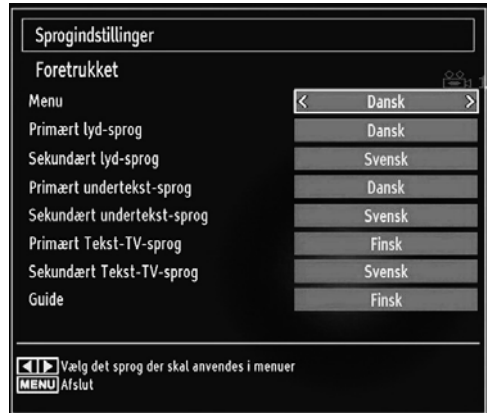 Sprogindstillinger
Foretrukket
Menu < Dansk >
Primært lyd-sprog Dansk
Sekundært lyd-sprog Svensk
Primært undertekst-sprog Dansk
Sekundært undertekst-sprog Svensk
Primært Tekst-TV-sprog Finsk
Sekundært Tekst-TV-sprog Svensk
Guide Finsk
Vælg det sprog der skal anvendes i menuer
MENU Afslut